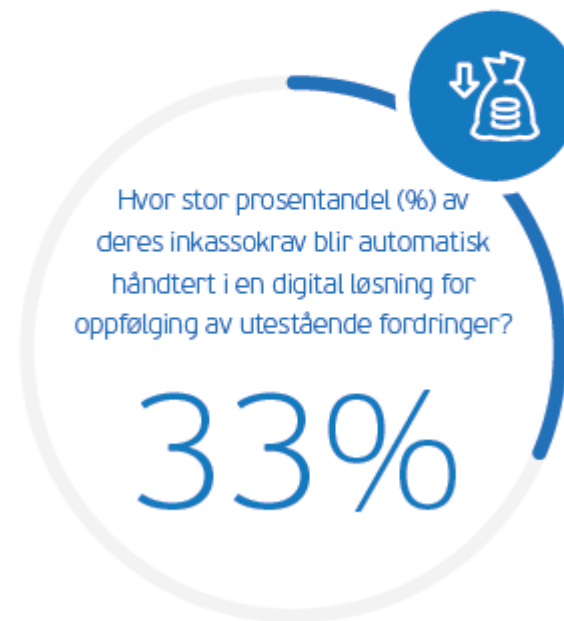 Hvor stor prosentandel (%) av
deres inkassokrav blir automatisk
håndtert i en digital løsning for
oppfølging av utestående fordringer?
33%